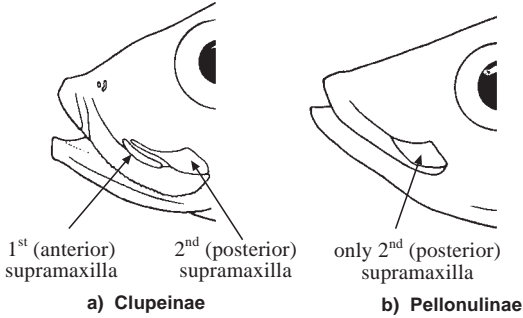 1st (anterior)
supramaxilla
2nd (posterior)
supramaxilla
only 2nd (posterior)
supramaxilla
a) Clupeinae
b) Pellonulinae